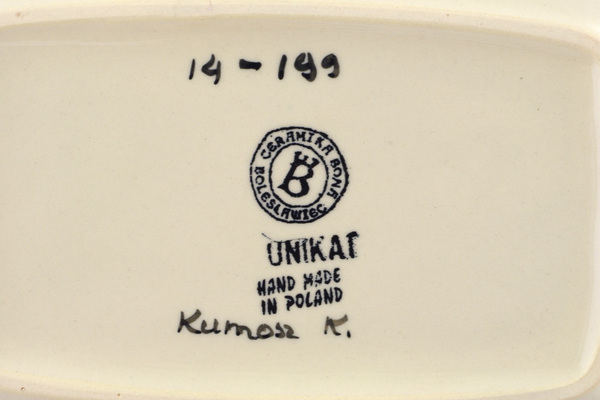 14 - 199
CERAMIKA BONA
B
BOLESŁAWIEC
UNIKAT
HAND MADE
IN POLAND
Kumosz K.